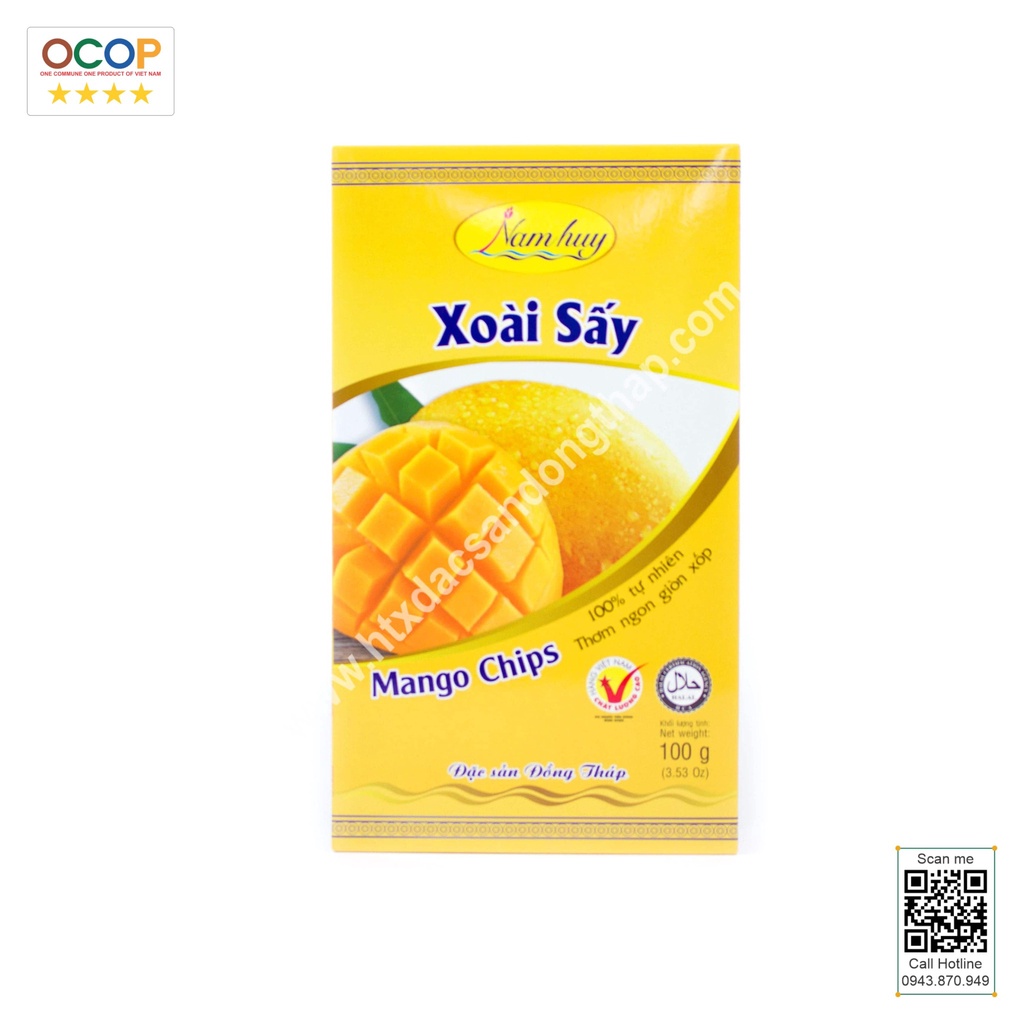 OCOP
ONE COMMUNE ONE PRODUCT OF VIET NAM
Nam huy
Xoài Sấy
www.htxdacsandongthap.com
100% tự nhiên
Thơm ngon giòn xốp
Mango Chips
HÀNG VIỆT NAM
CHẤT LƯỢNG CAO
حلال
HALAL
Khối lượng tịnh:
Net weight:
100 g
(3.53 Oz)
Đặc sản Đồng Tháp
Scan me
Call Hotline
0943.870.949